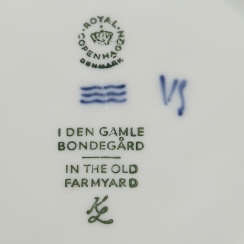 ROYAL
COPENHAGEN
DENMARK
VS
I DEN GAMLE
BONDEGÅRD
IN THE OLD
FARMYARD